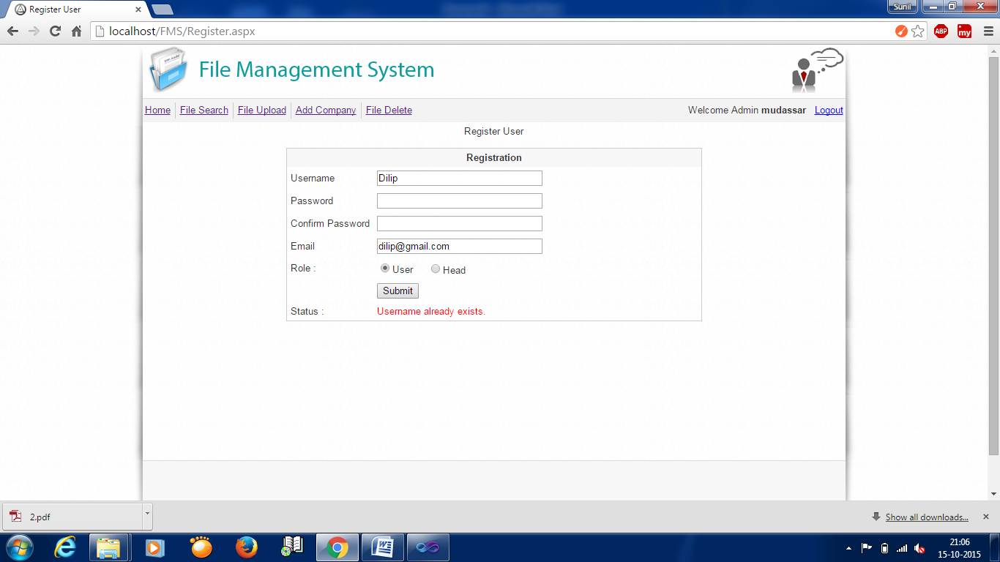 Register User
Sunil
localhost/FMS/Register.aspx
ABP
my
File Management System
Home File Search File Upload Add Company File Delete Welcome Admin mudassar Logout
Register User
Registration
Username Dilip
Password
Confirm Password
Email dilip@gmail.com
Role : User Head
Submit
Status : Username already exists.
2.pdf Show all downloads...
21:06
15-10-2015